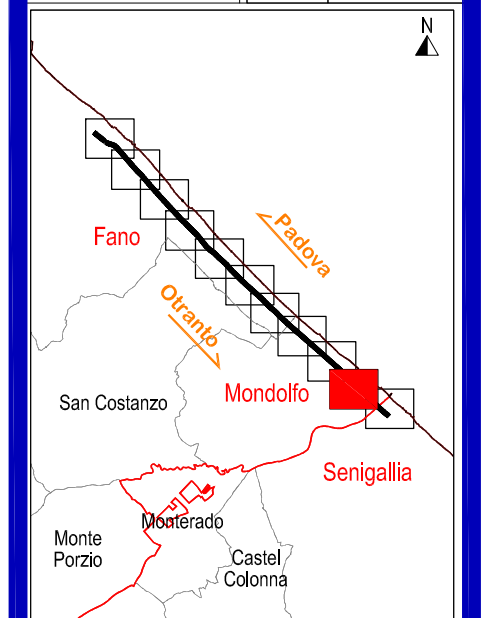 N
Padova
Fano
Otranto
Mondolfo
San Costanzo
Senigallia
Monterado
Monte
Porzio
Castel
Colonna